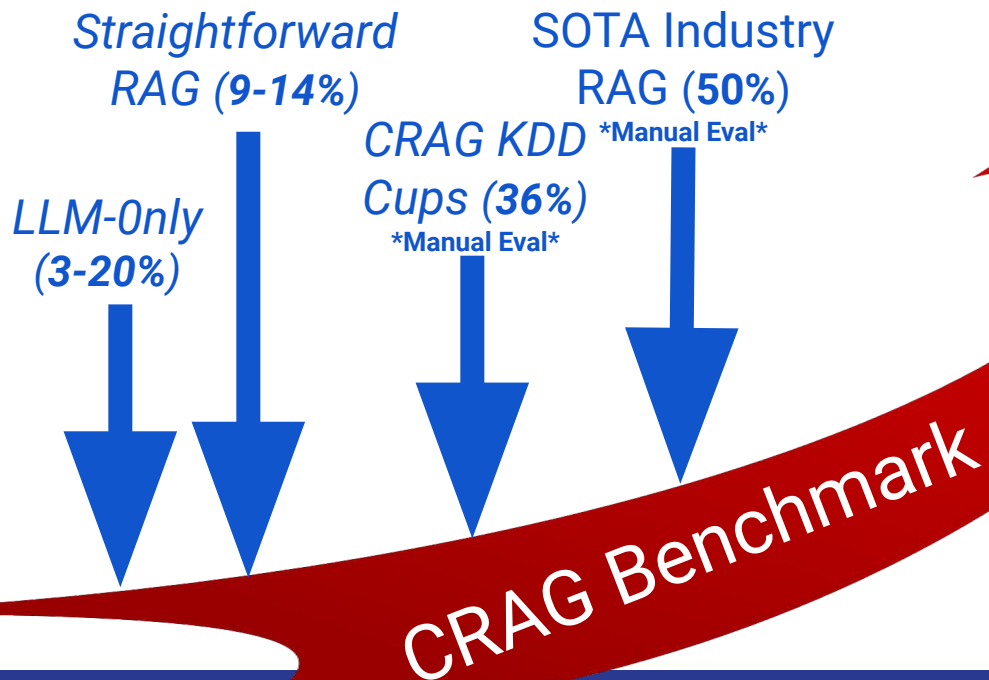 Straightforward
RAG (9-14%)
SOTA Industry
RAG (50%)
*Manual Eval*
CRAG KDD
Cups (36%)
*Manual Eval*
LLM-0nly
(3-20%)
CRAG Benchmark